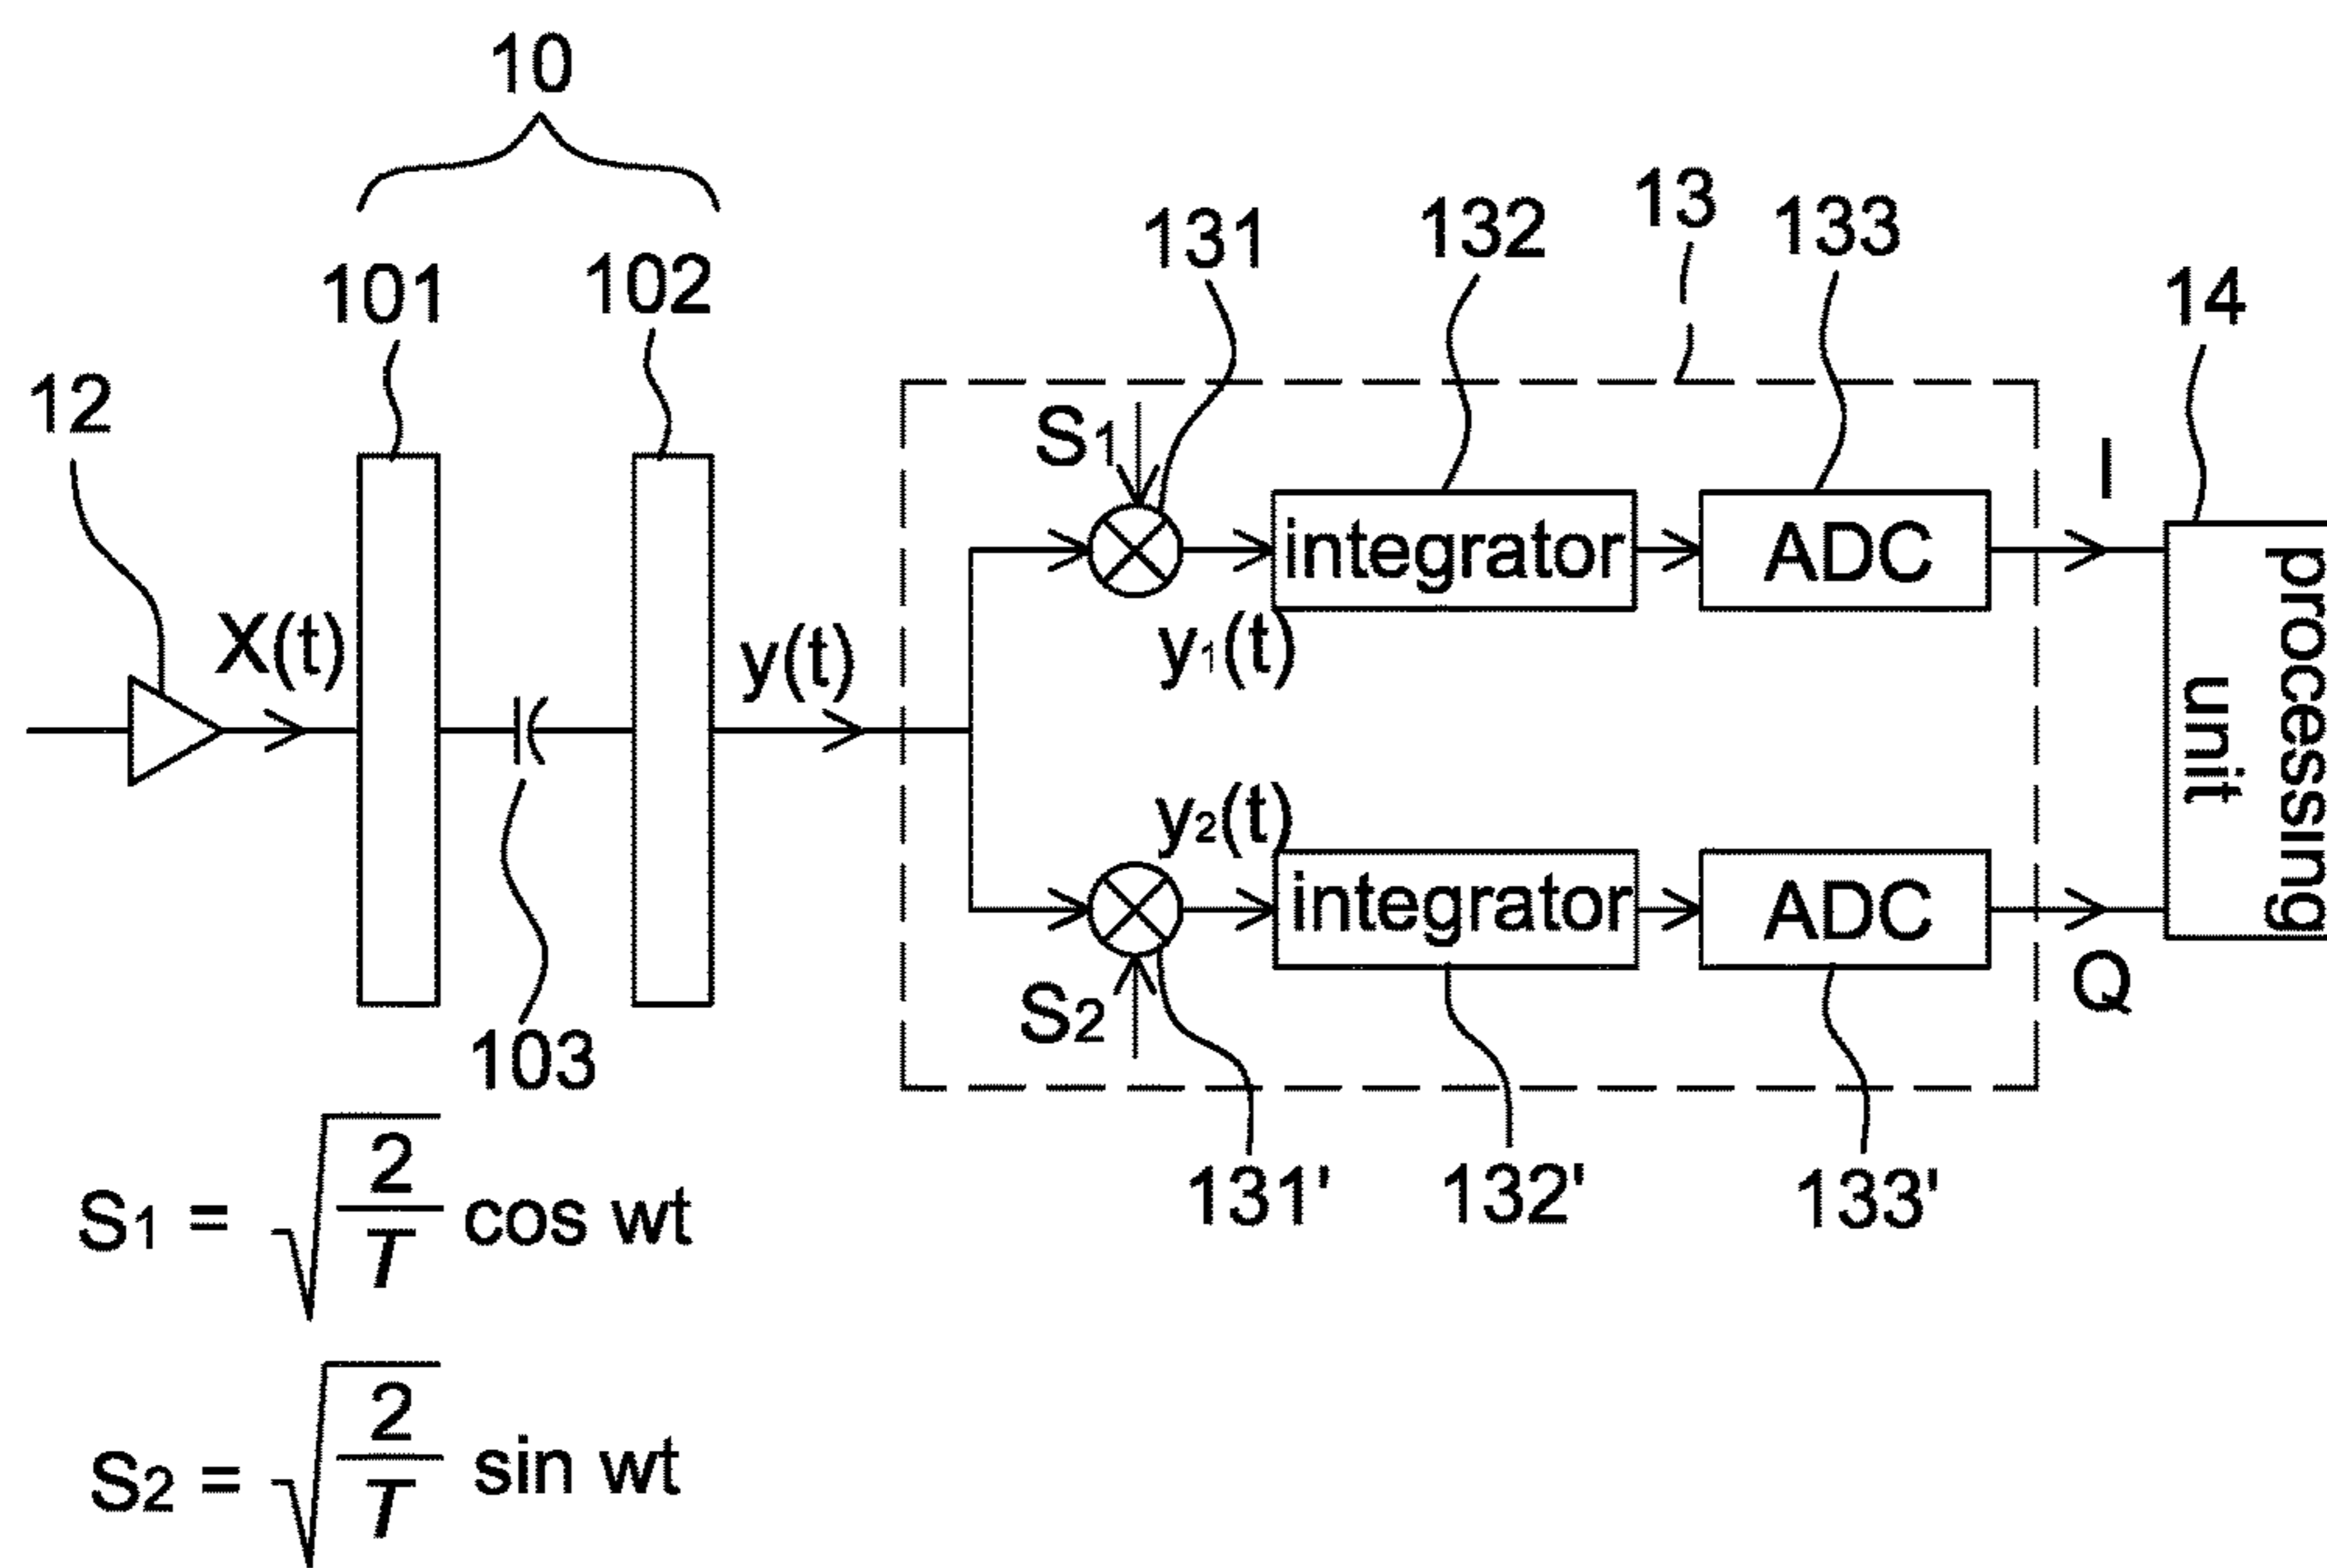 10
101
102
12
X(t)
103
y(t)
13
131
132
133
14
S1
integrator
ADC
I
y1(t)
y2(t)
integrator
ADC
Q
S2
131'
132'
133'
processing
unit
S1 = √2/T cos wt
S2 = √2/T sin wt